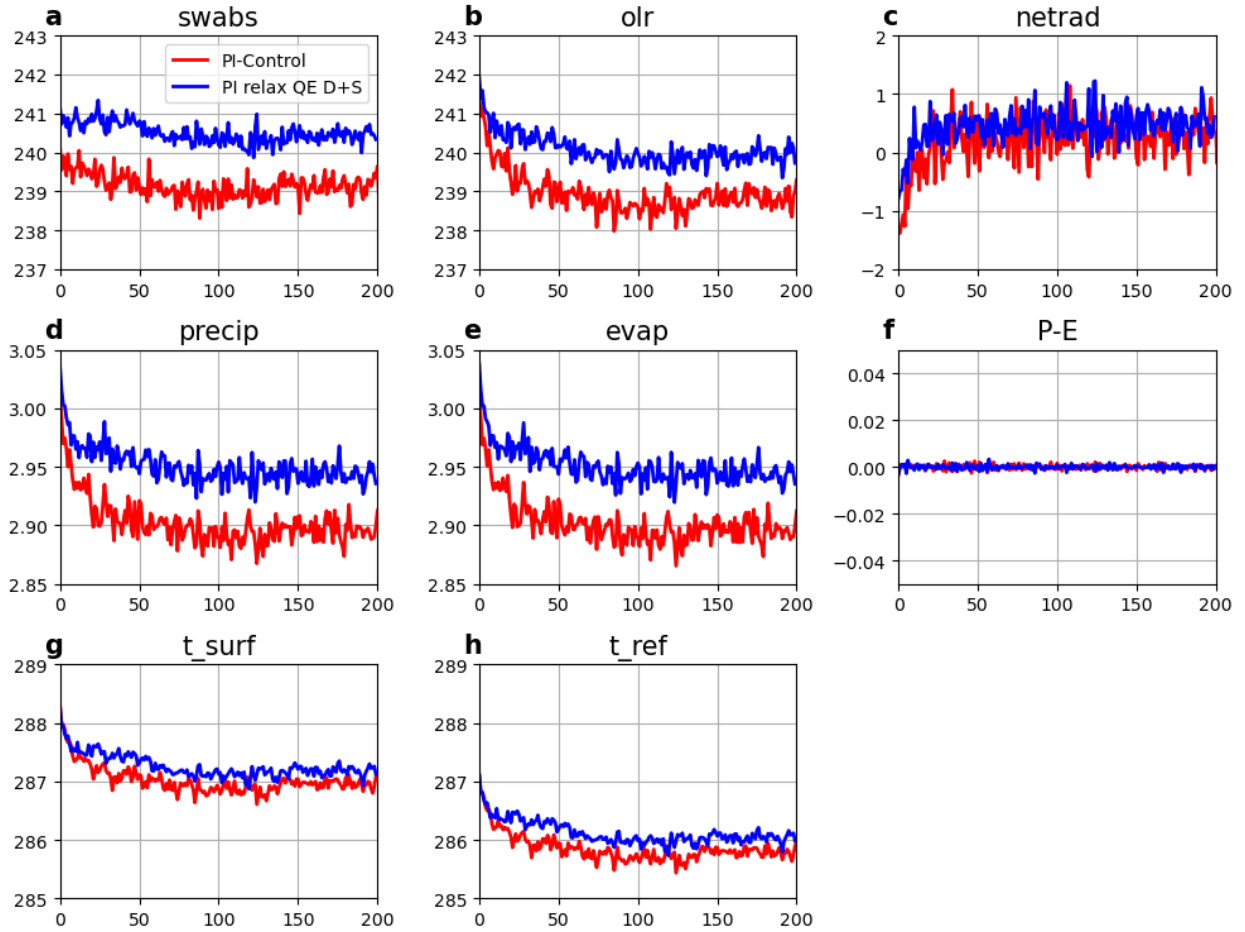 a swabs
243
242
241
240
239
238
237
0 50 100 150 200
PI-Control
PI relax QE D+S
b olr
243
242
241
240
239
238
237
0 50 100 150 200
c netrad
2
1
0
−1
−2
0 50 100 150 200
d precip
3.05
3.00
2.95
2.90
2.85
0 50 100 150 200
e evap
3.05
3.00
2.95
2.90
2.85
0 50 100 150 200
f P-E
0.04
0.02
0.00
−0.02
−0.04
0 50 100 150 200
g t_surf
289
288
287
286
285
0 50 100 150 200
h t_ref
289
288
287
286
285
0 50 100 150 200